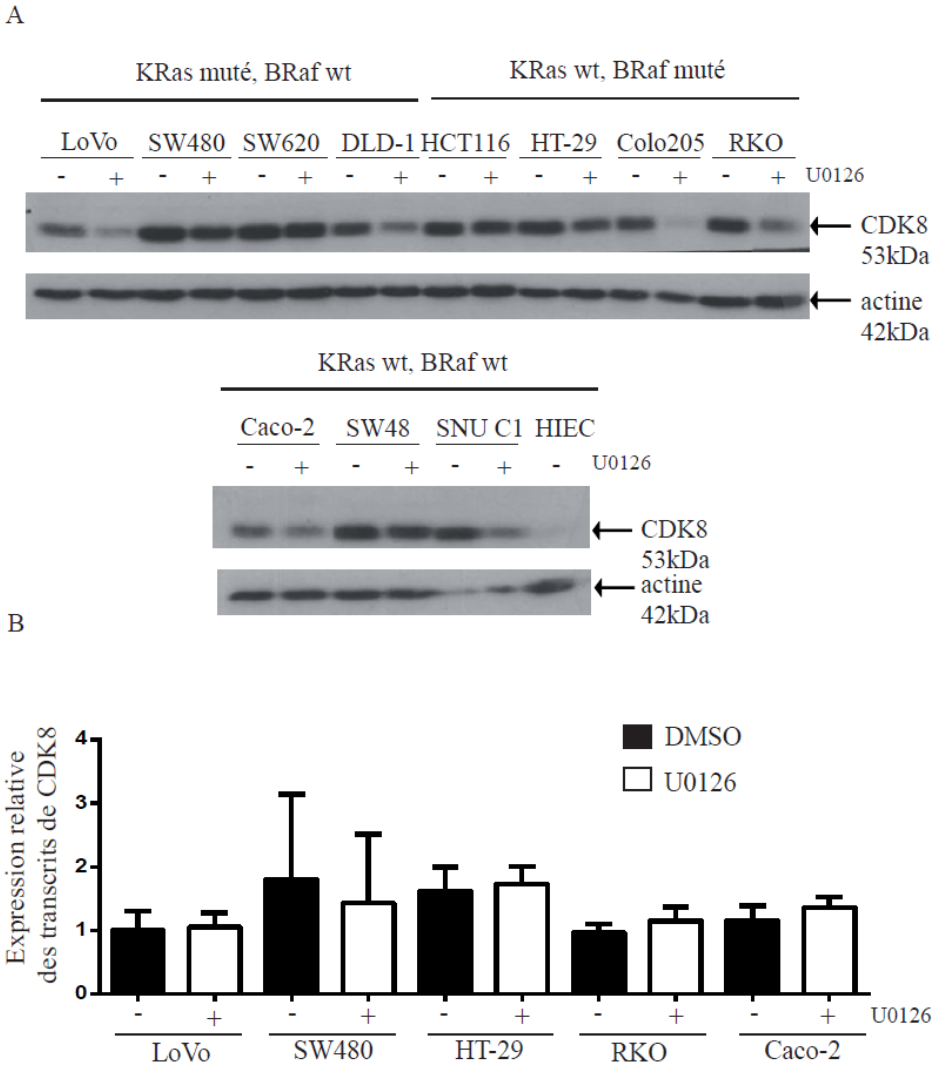 A
KRas muté, BRaf wt
KRas wt, BRaf muté
LoVo SW480 SW620 DLD-1 HCT116 HT-29 Colo205 RKO
- + - + - + - + - + - + - + - + U0126
CDK8
53kDa
actine
42kDa
KRas wt, BRaf wt
Caco-2 SW48 SNU C1 HIEC
- + - + - + - U0126
CDK8
53kDa
actine
42kDa
B
Expression relative
des transcrits de CDK8
4
3
2
1
0
DMSO
U0126
- + - + - + - + - + U0126
LoVo SW480 HT-29 RKO Caco-2